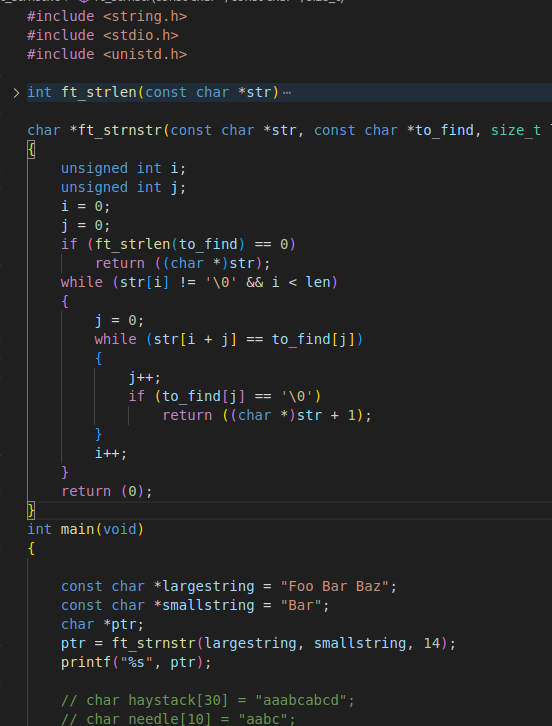 #include <string.h>
#include <stdio.h>
#include <unistd.h>
int ft_strlen(const char *str) ⋯
char *ft_strnstr(const char *str, const char *to_find, size_t
{
unsigned int i;
unsigned int j;
i = 0;
j = 0;
if (ft_strlen(to_find) == 0)
return ((char *)str);
while (str[i] != '\0' && i < len)
{
j = 0;
while (str[i + j] == to_find[j])
{
j++;
if (to_find[j] == '\0')
return ((char *)str + 1);
}
i++;
}
return (0);
}
int main(void)
{
const char *largestring = "Foo Bar Baz";
const char *smallstring = "Bar";
char *ptr;
ptr = ft_strnstr(largestring, smallstring, 14);
printf("%s", ptr);
// char haystack[30] = "aaabcabcd";
// char needle[10] = "aabc";